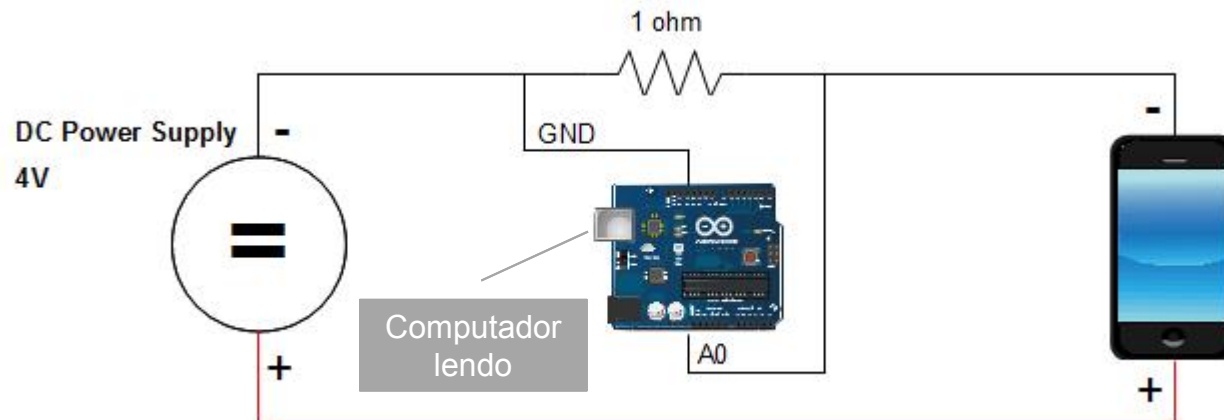 1 ohm
DC Power Supply
-
4V
GND
-
=
Computador
lendo
A0
+
+